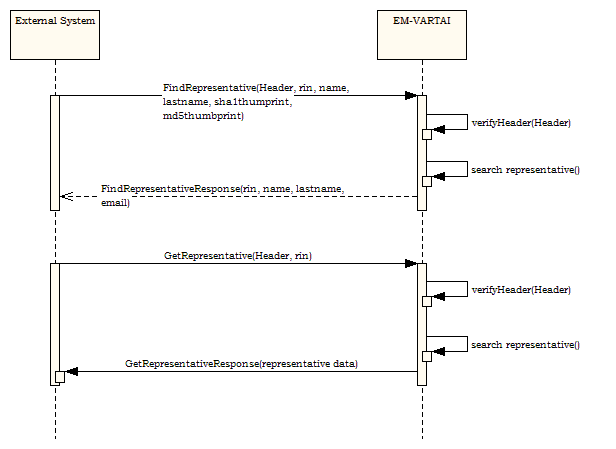 External System
EM-VARTAI
FindRepresentative(Header, rin, name,
lastname, sha1thumprint,
md5thumbprint)
verifyHeader(Header)
search representative()
FindRepresentativeResponse(rin, name, lastname,
email)
GetRepresentative(Header, rin)
verifyHeader(Header)
search representative()
GetRepresentativeResponse(representative data)